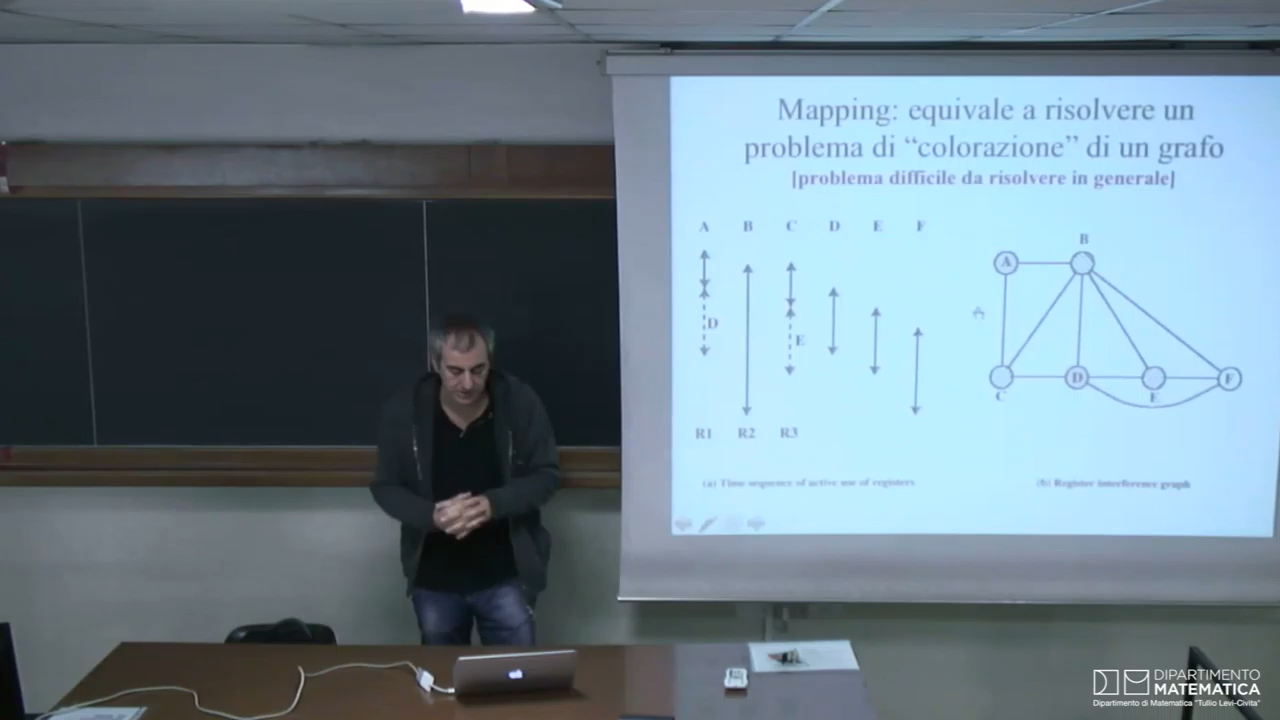 Mapping: equivale a risolvere un
problema di “colorazione” di un grafo
[problema difficile da risolvere in generale]
A B C D E F
D
E
R1 R2 R3
(a) Time sequence of active use of registers
B
A
C
D
E
F
(b) Register interference graph
DIPARTIMENTO
MATEMATICA
Dipartimento di Matematica "Tullio Levi-Civita"